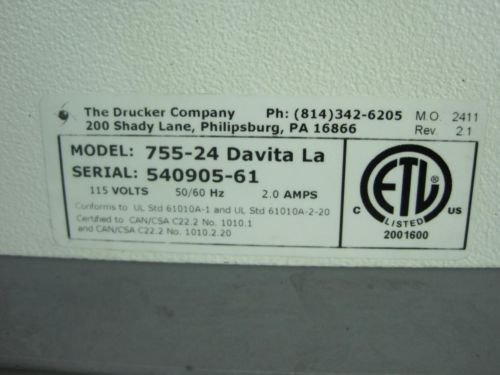 The Drucker Company Ph: (814)342-6205 M.O. 2411
200 Shady Lane, Philipsburg, PA 16866 Rev. 2.1
MODEL: 755-24 Davita La
SERIAL: 540905-61
115 VOLTS 50/60 Hz 2.0 AMPS
Conforms to UL Std 61010A-1 and UL Std 61010A-2-20
Certified to CAN/CSA C22.2 No. 1010.1
and CAN/CSA C22.2 No. 1010.2.20
ETL
C US
LISTED
2001600